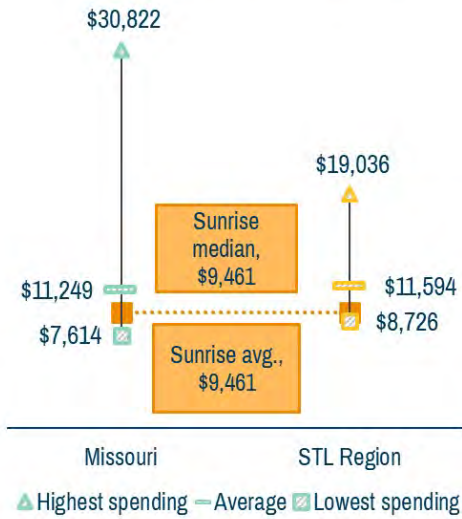 $30,822
$19,036
Sunrise
median,
$9,461
$11,249
$11,594
$7,614
$8,726
Sunrise avg.,
$9,461
Missouri
STL Region
Highest spending
Average
Lowest spending